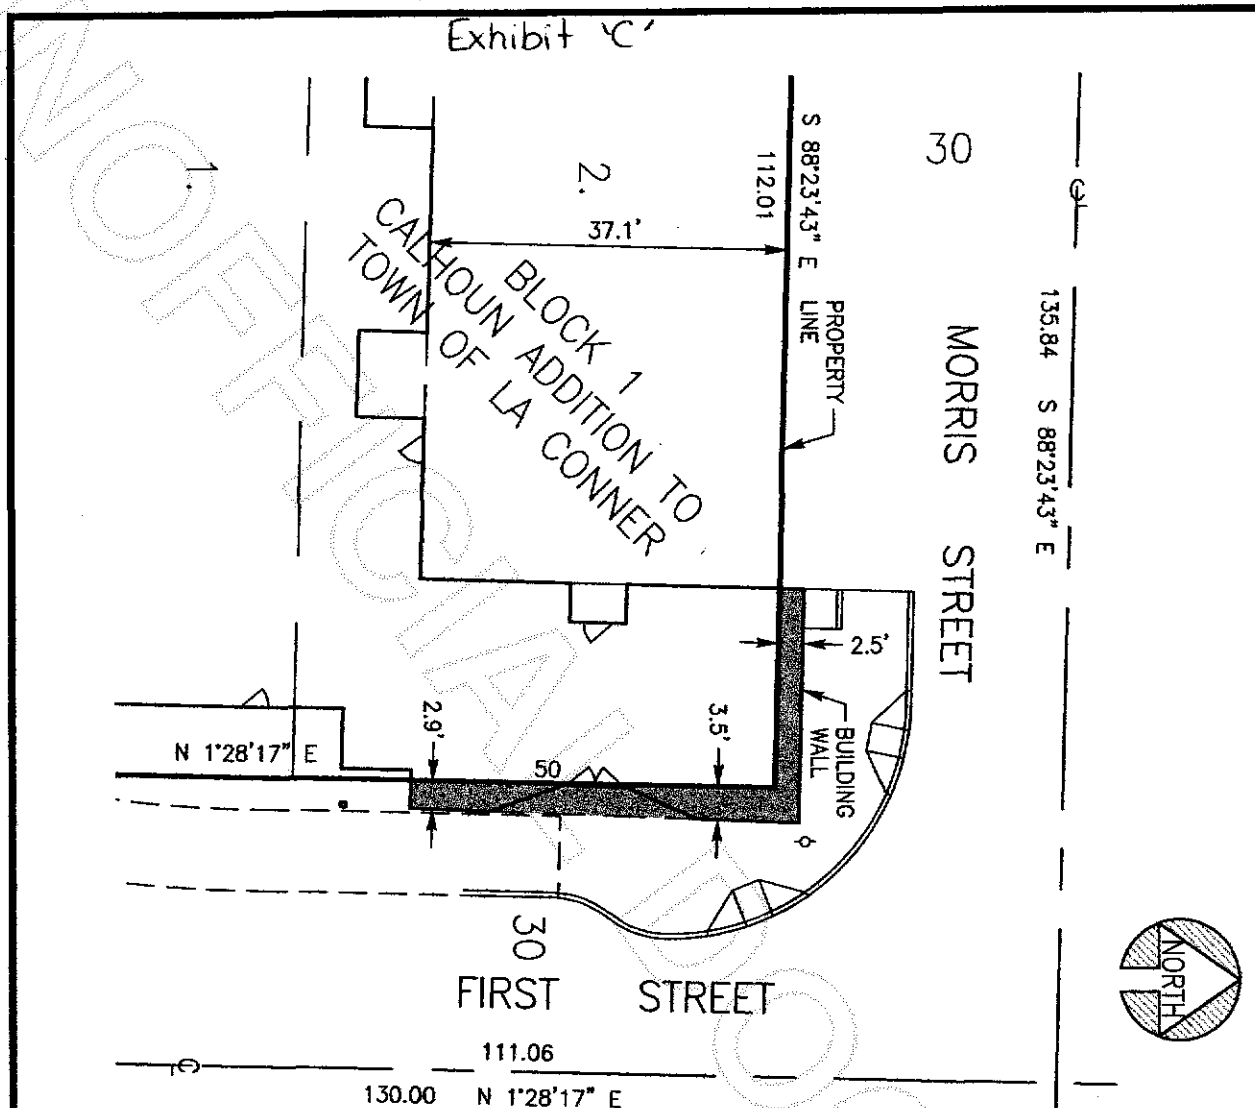 Exhibit 'C'
30
S 88°23'43" E
112.01
2.
1.
37.1'
BLOCK 1
CALHOUN ADDITION TO
TOWN OF LA CONNER
PROPERTY
LINE
MORRIS STREET
135.84 S 88°23'43" E
2.5'
BUILDING
WALL
2.9'
3.5'
N 1°28'17" E
50
30
FIRST STREET
NORTH
111.06
130.00 N 1°28'17" E
UNOFFICIAL DOC